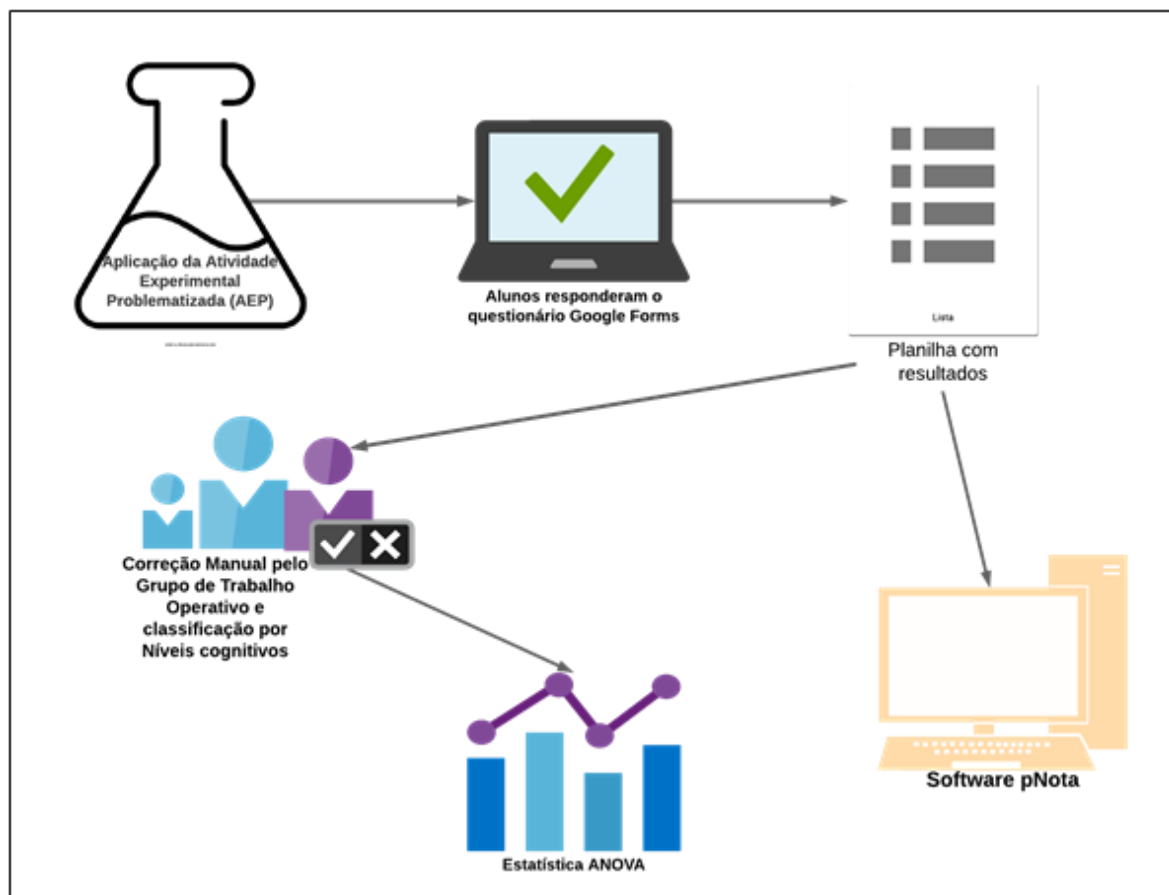 Aplicação da Atividade
Experimental
Problematizada (AEP)
Alunos responderam o
questionário Google Forms
Lista
Planilha com
resultados
Correção Manual pelo
Grupo de Trabalho
Operativo e
classificação por
Níveis cognitivos
Software pNota
Estatística ANOVA